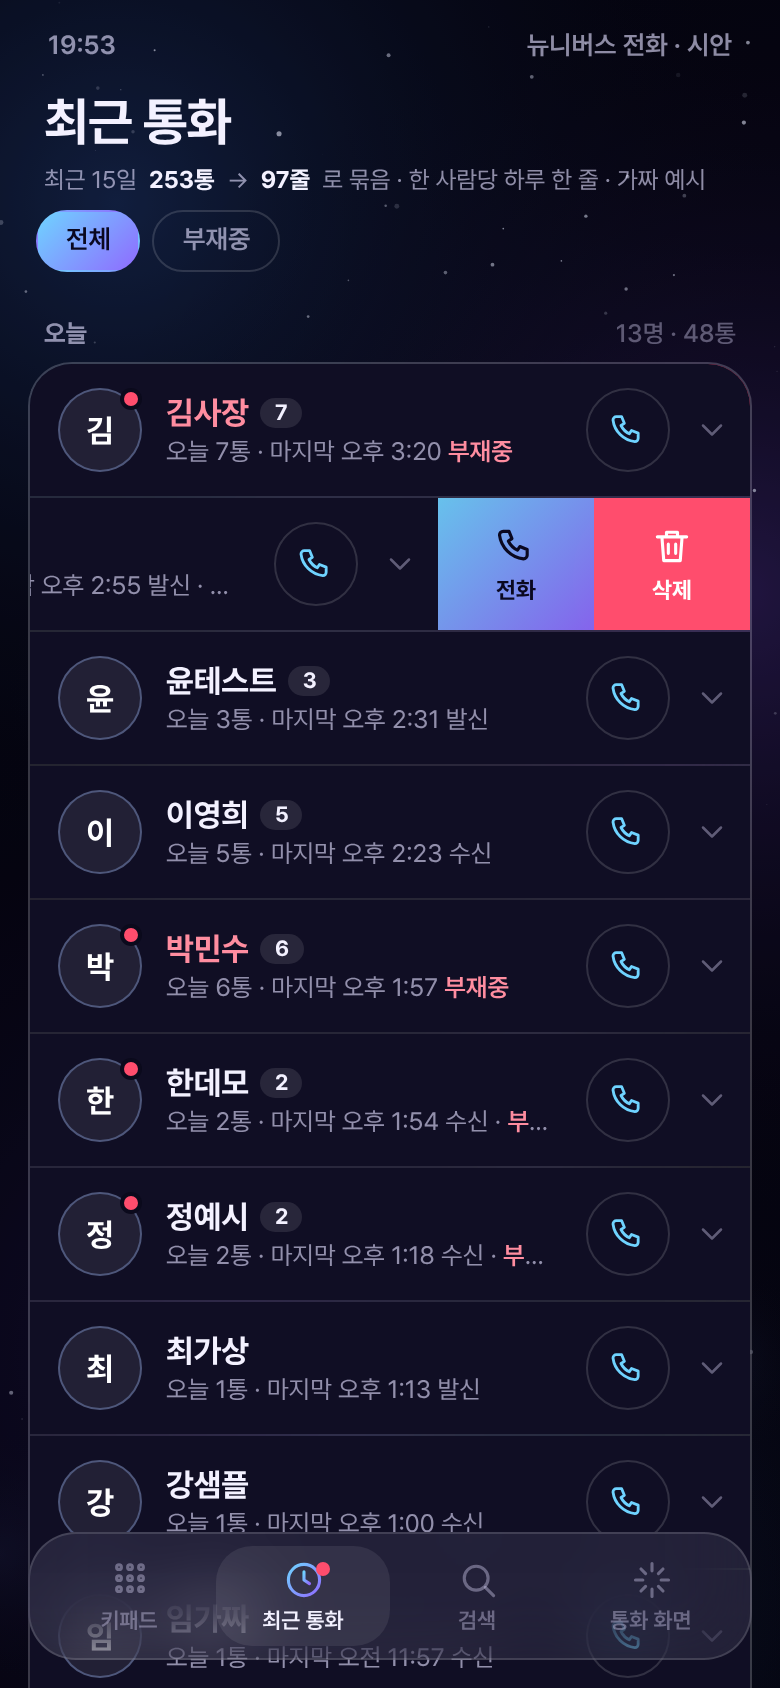 19:53
뉴니버스 전화 · 시안
최근 통화
최근 15일 253통 → 97줄 로 묶음 · 한 사람당 하루 한 줄 · 가짜 예시
전체
부재중
오늘
13명 · 48통
김
김사장 7
오늘 7통 · 마지막 오후 3:20 부재중
오후 2:55 발신 · ...
전화
삭제
윤
윤테스트 3
오늘 3통 · 마지막 오후 2:31 발신
이
이영희 5
오늘 5통 · 마지막 오후 2:23 수신
박
박민수 6
오늘 6통 · 마지막 오후 1:57 부재중
한
한데모 2
오늘 2통 · 마지막 오후 1:54 수신 · 부...
정
정예시 2
오늘 2통 · 마지막 오후 1:18 수신 · 부...
최
최가상
오늘 1통 · 마지막 오후 1:13 발신
강
강샘플
오늘 1통 · 마지막 오후 1:00 수신
임
임가짜
오늘 1통 · 마지막 오전 11:57 수신
키패드
최근 통화
검색
통화 화면